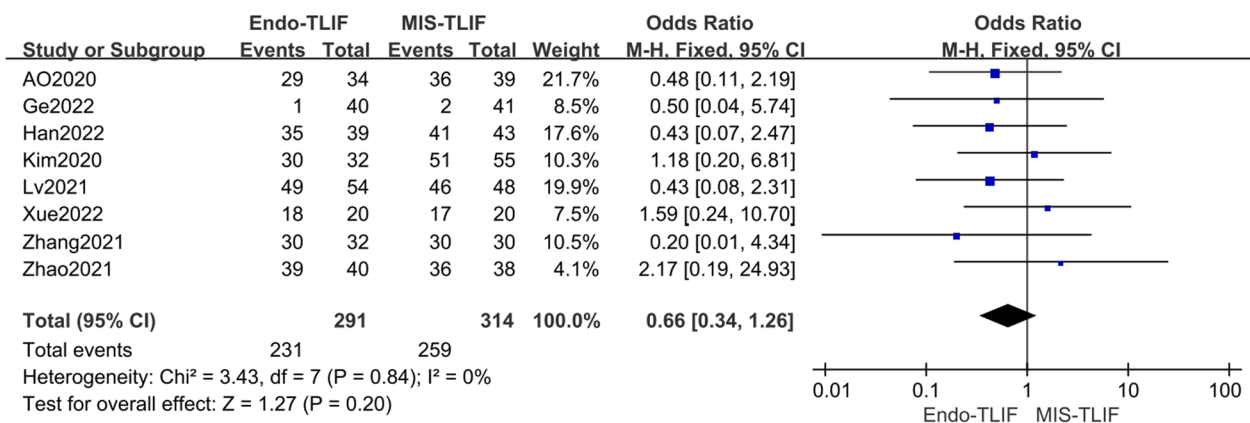 Endo-TLIF MIS-TLIF Odds Ratio Odds Ratio
Study or Subgroup Events Total Events Total Weight M-H, Fixed, 95% CI M-H, Fixed, 95% CI
AO2020 29 34 36 39 21.7% 0.48 [0.11, 2.19]
Ge2022 1 40 2 41 8.5% 0.50 [0.04, 5.74]
Han2022 35 39 41 43 17.6% 0.43 [0.07, 2.47]
Kim2020 30 32 51 55 10.3% 1.18 [0.20, 6.81]
Lv2021 49 54 46 48 19.9% 0.43 [0.08, 2.31]
Xue2022 18 20 17 20 7.5% 1.59 [0.24, 10.70]
Zhang2021 30 32 30 30 10.5% 0.20 [0.01, 4.34]
Zhao2021 39 40 36 38 4.1% 2.17 [0.19, 24.93]
Total (95% CI) 291 314 100.0% 0.66 [0.34, 1.26]
Total events 231 259
Heterogeneity: Chi² = 3.43, df = 7 (P = 0.84); I² = 0%
Test for overall effect: Z = 1.27 (P = 0.20)
0.01 0.1 1 10 100
Endo-TLIF MIS-TLIF